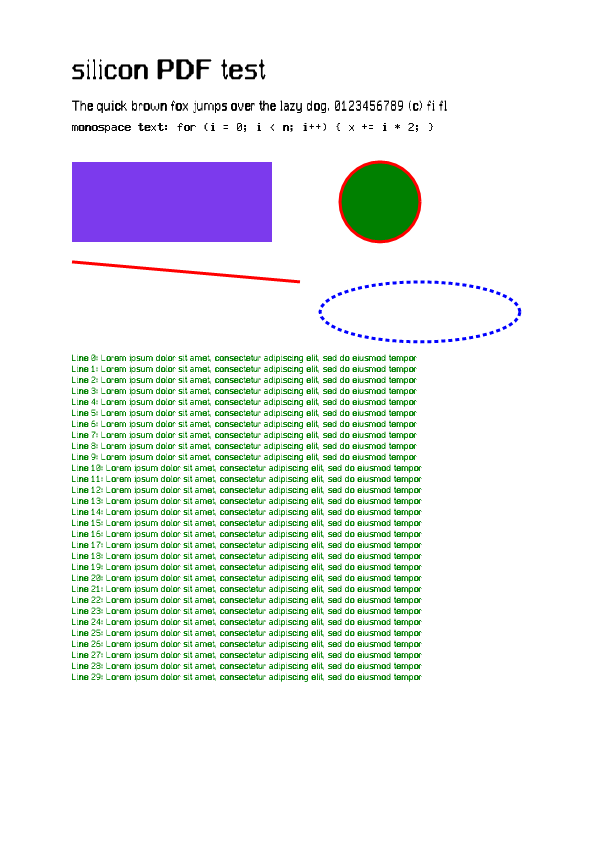 silicon PDF test
The quick brown fox jumps over the lazy dog. 0123456789 (c) fi fl
monospace text: for (i = 0; i < n; i++) { x += i * 2; }
Line 0: Lorem ipsum dolor sit amet, consectetur adipiscing elit, sed do eiusmod tempor
Line 1: Lorem ipsum dolor sit amet, consectetur adipiscing elit, sed do eiusmod tempor
Line 2: Lorem ipsum dolor sit amet, consectetur adipiscing elit, sed do eiusmod tempor
Line 3: Lorem ipsum dolor sit amet, consectetur adipiscing elit, sed do eiusmod tempor
Line 4: Lorem ipsum dolor sit amet, consectetur adipiscing elit, sed do eiusmod tempor
Line 5: Lorem ipsum dolor sit amet, consectetur adipiscing elit, sed do eiusmod tempor
Line 6: Lorem ipsum dolor sit amet, consectetur adipiscing elit, sed do eiusmod tempor
Line 7: Lorem ipsum dolor sit amet, consectetur adipiscing elit, sed do eiusmod tempor
Line 8: Lorem ipsum dolor sit amet, consectetur adipiscing elit, sed do eiusmod tempor
Line 9: Lorem ipsum dolor sit amet, consectetur adipiscing elit, sed do eiusmod tempor
Line 10: Lorem ipsum dolor sit amet, consectetur adipiscing elit, sed do eiusmod tempor
Line 11: Lorem ipsum dolor sit amet, consectetur adipiscing elit, sed do eiusmod tempor
Line 12: Lorem ipsum dolor sit amet, consectetur adipiscing elit, sed do eiusmod tempor
Line 13: Lorem ipsum dolor sit amet, consectetur adipiscing elit, sed do eiusmod tempor
Line 14: Lorem ipsum dolor sit amet, consectetur adipiscing elit, sed do eiusmod tempor
Line 15: Lorem ipsum dolor sit amet, consectetur adipiscing elit, sed do eiusmod tempor
Line 16: Lorem ipsum dolor sit amet, consectetur adipiscing elit, sed do eiusmod tempor
Line 17: Lorem ipsum dolor sit amet, consectetur adipiscing elit, sed do eiusmod tempor
Line 18: Lorem ipsum dolor sit amet, consectetur adipiscing elit, sed do eiusmod tempor
Line 19: Lorem ipsum dolor sit amet, consectetur adipiscing elit, sed do eiusmod tempor
Line 20: Lorem ipsum dolor sit amet, consectetur adipiscing elit, sed do eiusmod tempor
Line 21: Lorem ipsum dolor sit amet, consectetur adipiscing elit, sed do eiusmod tempor
Line 22: Lorem ipsum dolor sit amet, consectetur adipiscing elit, sed do eiusmod tempor
Line 23: Lorem ipsum dolor sit amet, consectetur adipiscing elit, sed do eiusmod tempor
Line 24: Lorem ipsum dolor sit amet, consectetur adipiscing elit, sed do eiusmod tempor
Line 25: Lorem ipsum dolor sit amet, consectetur adipiscing elit, sed do eiusmod tempor
Line 26: Lorem ipsum dolor sit amet, consectetur adipiscing elit, sed do eiusmod tempor
Line 27: Lorem ipsum dolor sit amet, consectetur adipiscing elit, sed do eiusmod tempor
Line 28: Lorem ipsum dolor sit amet, consectetur adipiscing elit, sed do eiusmod tempor
Line 29: Lorem ipsum dolor sit amet, consectetur adipiscing elit, sed do eiusmod tempor